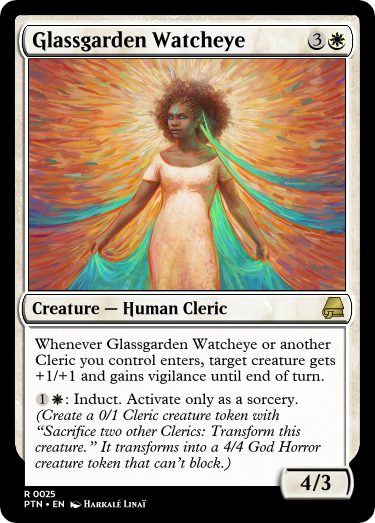 Glassgarden Watcheye 3
Creature — Human Cleric
Whenever Glassgarden Watcheye or another
Cleric you control enters, target creature gets
+1/+1 and gains vigilance until end of turn.
1 : Induct. Activate only as a sorcery.
(Create a 0/1 Cleric creature token with
“Sacrifice two other Clerics: Transform this
creature.” It transforms into a 4/4 God Horror
creature token that can’t block.)
4/3
R 0025
PTN • EN Harkalé Linaï